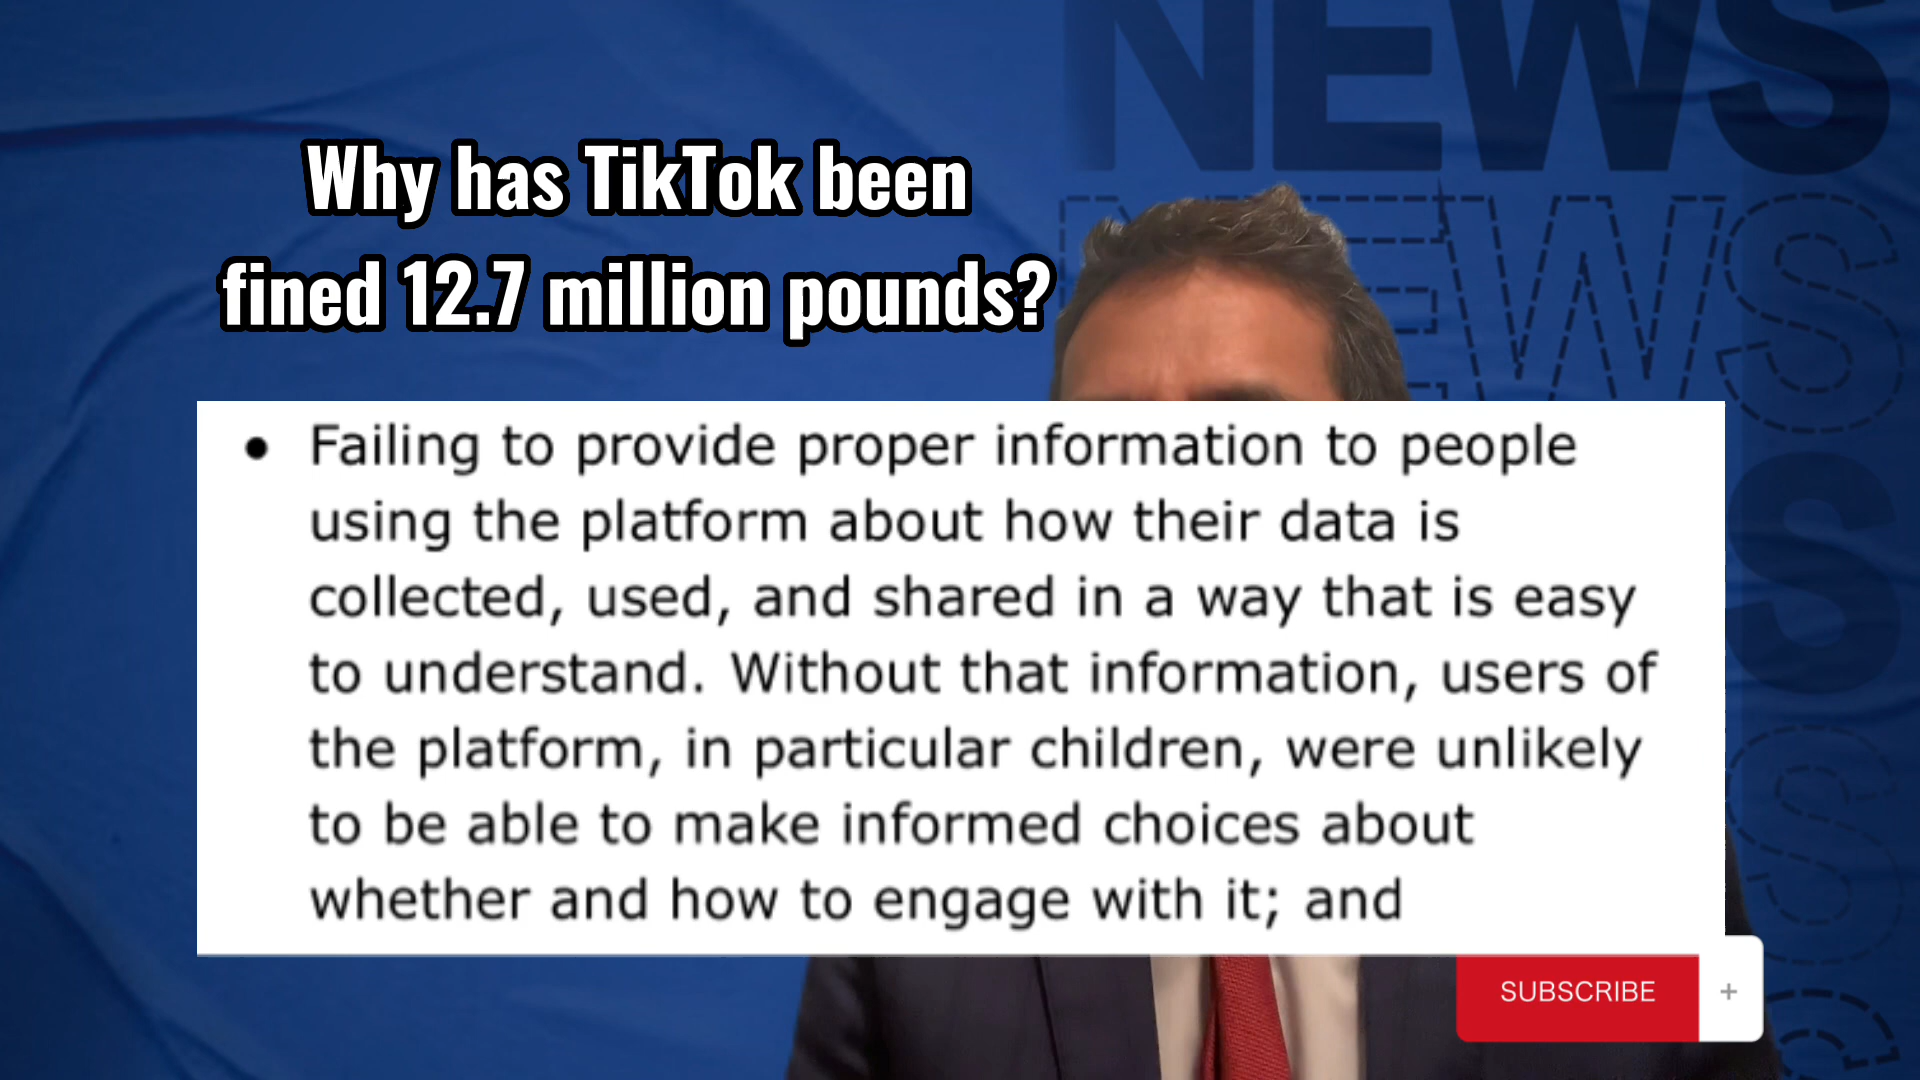 NEWS
NEWS
Why has TikTok been
fined 12.7 million pounds?
• Failing to provide proper information to people
using the platform about how their data is
collected, used, and shared in a way that is easy
to understand. Without that information, users of
the platform, in particular children, were unlikely
to be able to make informed choices about
whether and how to engage with it; and
S
S
S
SUBSCRIBE +